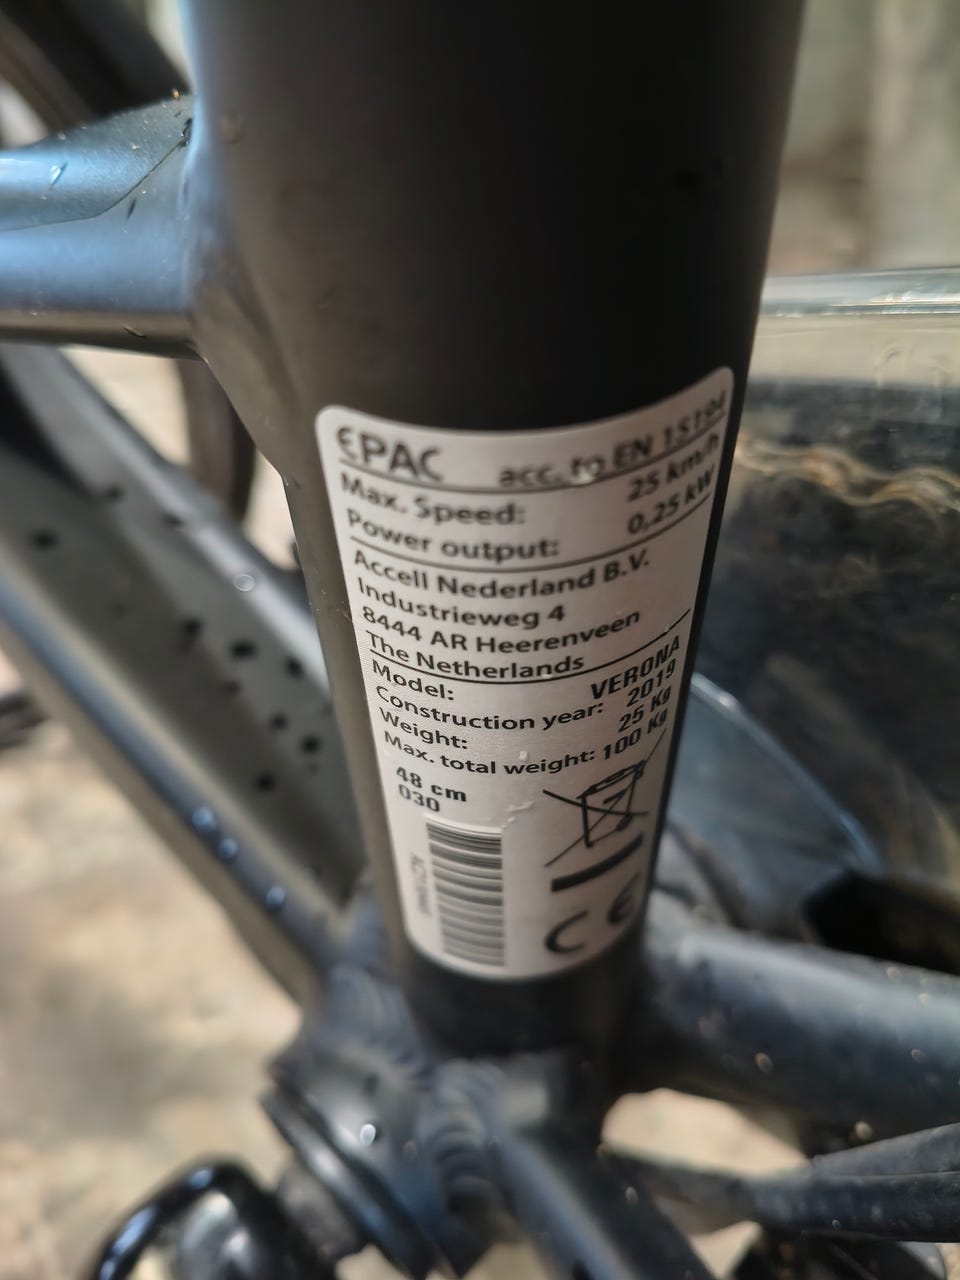 EPAC acc. to EN 15194
Max. Speed: 25 km/h
Power output: 0,25 kW
Accell Nederland B.V.
Industrieweg 4
8444 AR Heerenveen
The Netherlands
Model: VERONA
Construction year: 2019
Weight: 25 Kg
Max. total weight: 100 Kg
48 cm
030
CE